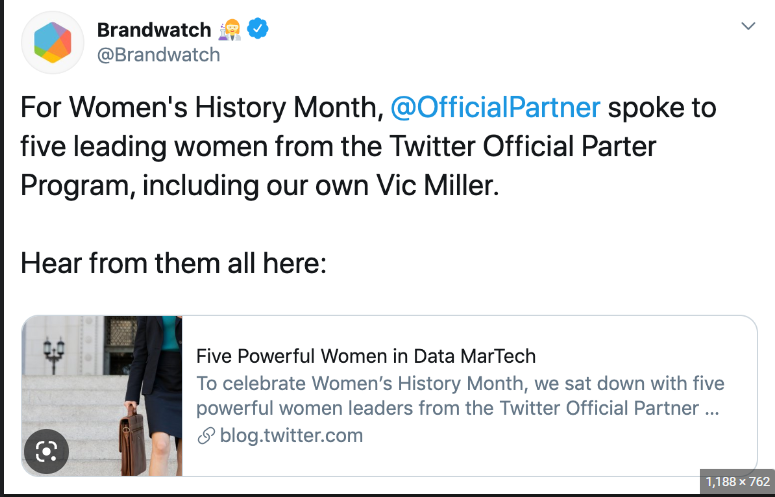 Brandwatch
@Brandwatch
For Women's History Month, @OfficialPartner spoke to
five leading women from the Twitter Official Parter
Program, including our own Vic Miller.
Hear from them all here:
Five Powerful Women in Data MarTech
To celebrate Women's History Month, we sat down with five
powerful women leaders from the Twitter Official Partner ...
blog.twitter.com
1,188 × 762